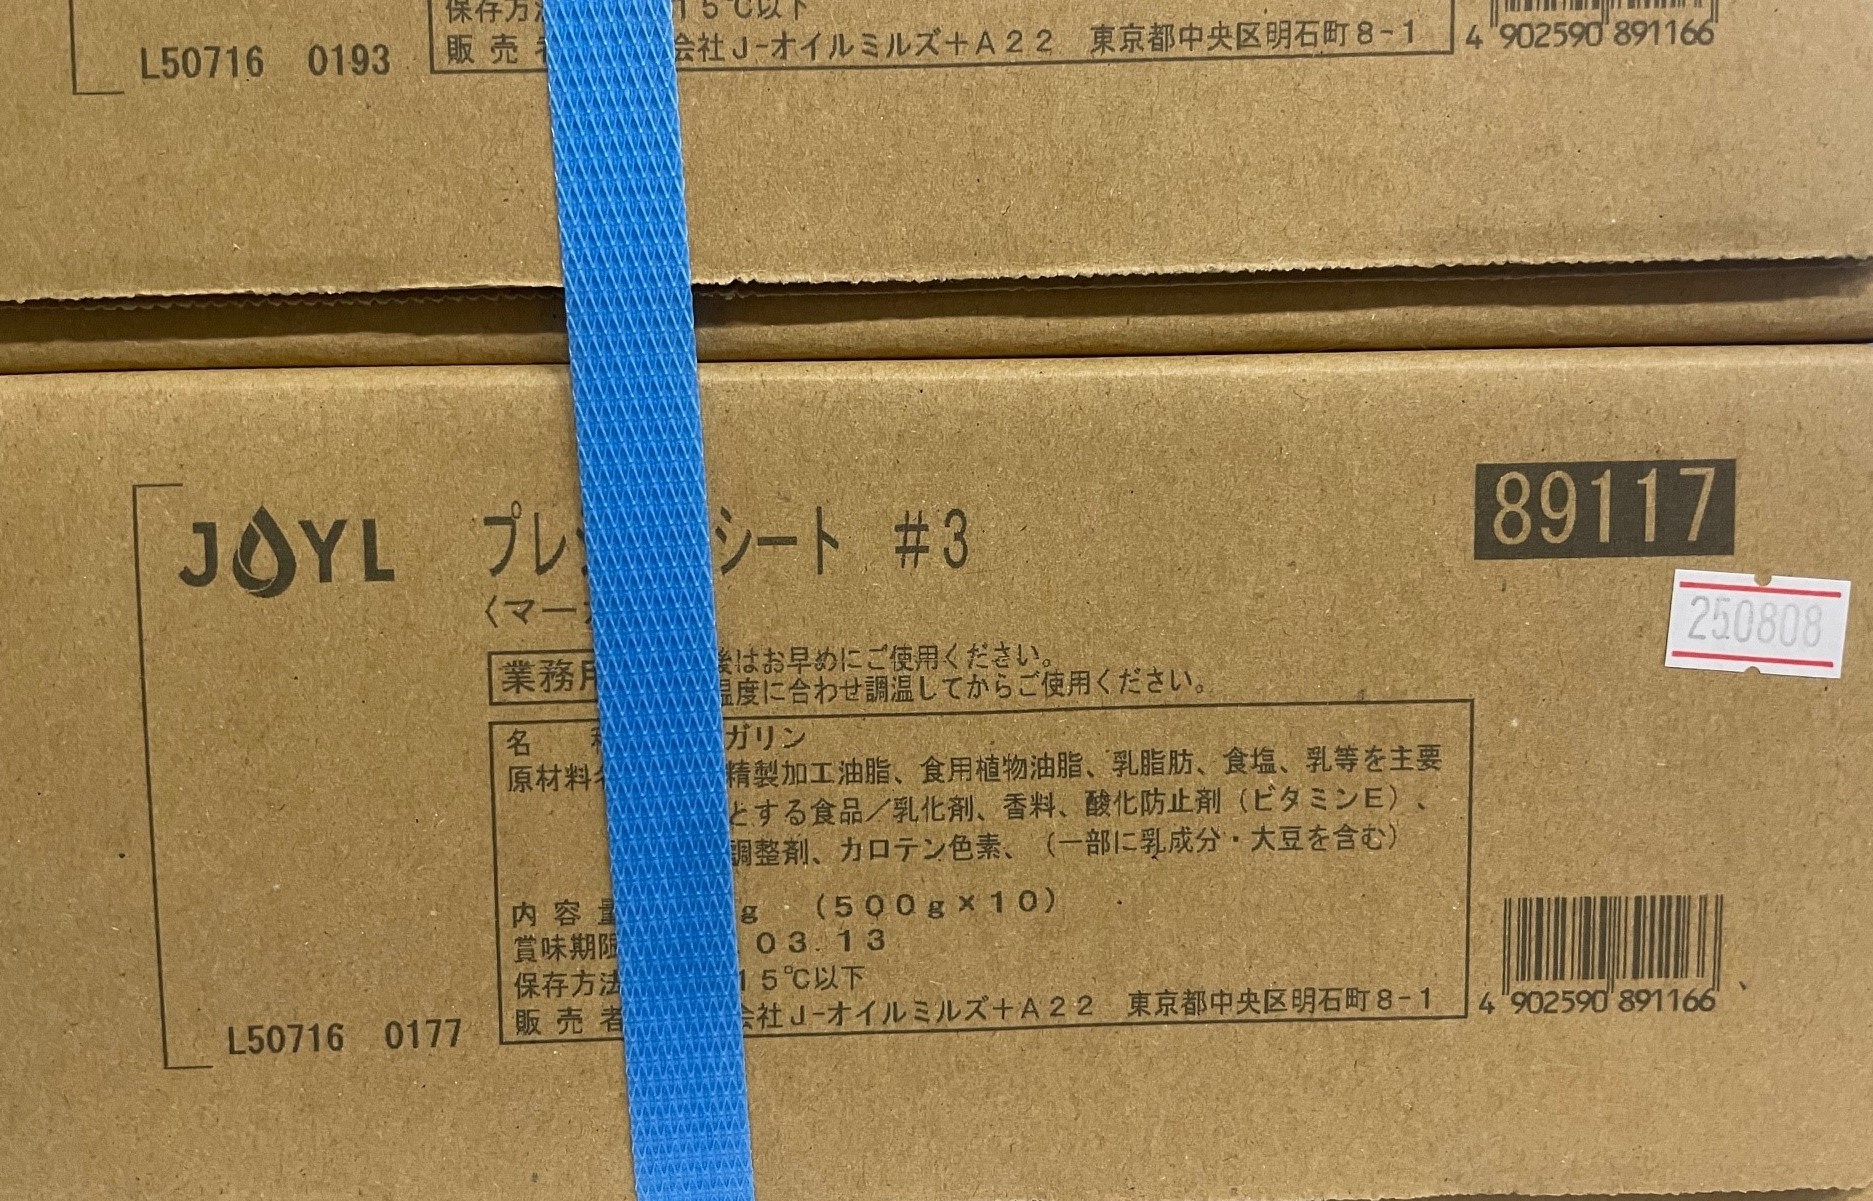 保存方 15℃以下
販売 会社J-オイルミルズ+A22 東京都中央区明石町8-1
L50716 0193
4 902590 891166
JOYL プレ シート #3
89117
〈マー
250808
業務 はお早めにご使用ください。
温度に合わせ調温してからご使用ください。
名 ガリン
原材料 精製加工油脂、食用植物油脂、乳脂肪、食塩、乳等を主要
とする食品/乳化剤、香料、酸化防止剤(ビタミンE)、
調整剤、カロテン色素、(一部に乳成分・大豆を含む)
内容量 g (500g×10)
賞味期限 03.13
保存方法 15℃以下
販売者 会社J-オイルミルズ+A22 東京都中央区明石町8-1
L50716 0177
4 902590 891166